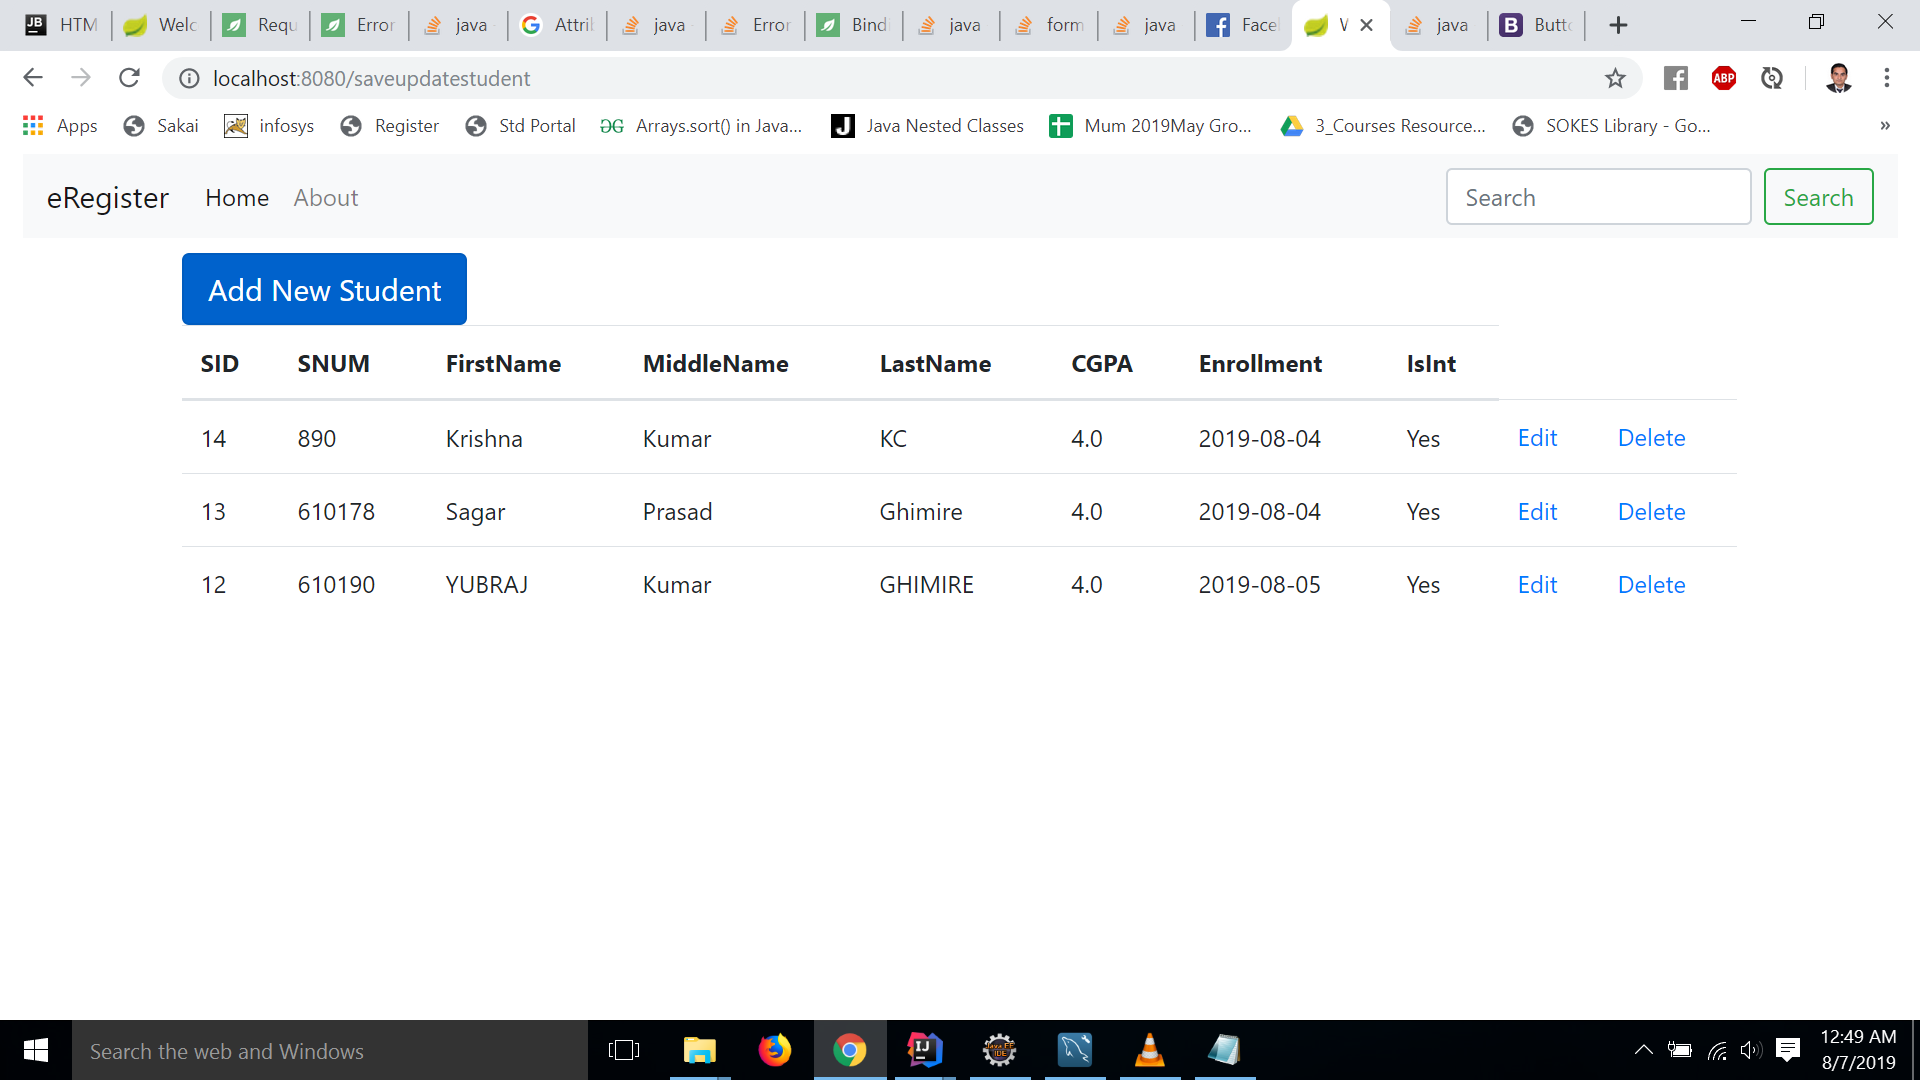 HTM Welc Requ Error java Attri java Error Bindi java form java Face W java Butto
localhost:8080/saveupdatestudent
ABP
Apps Sakai infosys Register Std Portal Arrays.sort() in Java... Java Nested Classes Mum 2019May Gro... 3_Courses Resource... SOKES Library - Go... »
eRegister Home About Search Search
Add New Student
SID SNUM FirstName MiddleName LastName CGPA Enrollment IsInt
14 890 Krishna Kumar KC 4.0 2019-08-04 Yes Edit Delete
13 610178 Sagar Prasad Ghimire 4.0 2019-08-04 Yes Edit Delete
12 610190 YUBRAJ Kumar GHIMIRE 4.0 2019-08-05 Yes Edit Delete
Search the web and Windows
12:49 AM
8/7/2019